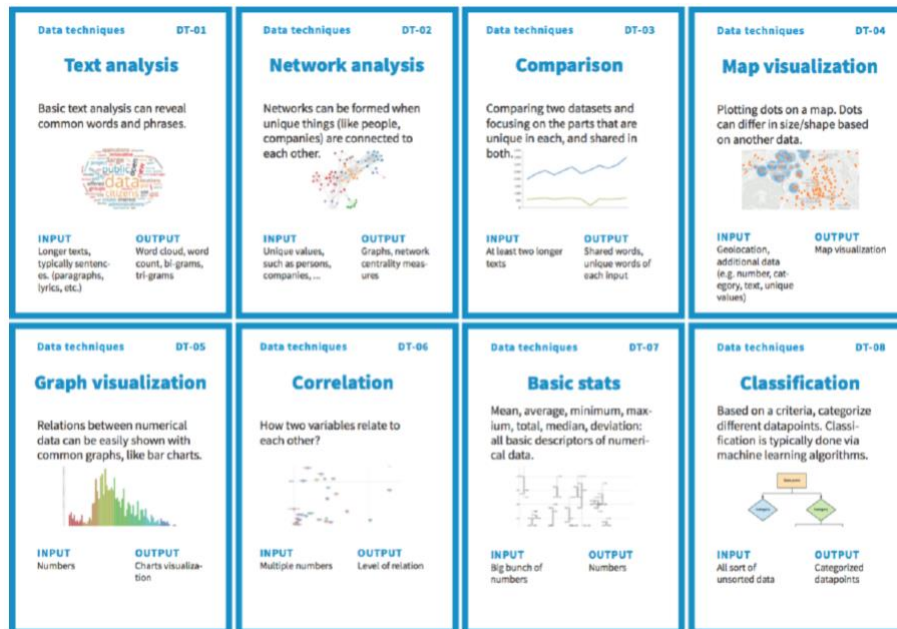 Data techniques DT-01
Text analysis
Basic text analysis can reveal
common words and phrases.
data
public
citizens
large
INPUT
Longer texts,
typically sentenc-
es. (paragraphs,
lyrics, etc.)
OUTPUT
Word cloud, word
count, bi-grams,
tri-grams
Data techniques DT-02
Network analysis
Networks can be formed when
unique things (like people,
companies) are connected to
each other.
INPUT
Unique values,
such as persons,
companies, ...
OUTPUT
Graphs, network
centrality meas-
ures
Data techniques DT-03
Comparison
Comparing two datasets and
focusing on the parts that are
unique in each, and shared in
both.
INPUT
At least two longer
texts
OUTPUT
Shared words,
unique words of
each input
Data techniques DT-04
Map visualization
Plotting dots on a map. Dots
can differ in size/shape based
on another data.
INPUT
Geolocation,
additional data
(e.g. number, cat-
egory, text, unique
values)
OUTPUT
Map visualization
Data techniques DT-05
Graph visualization
Relations between numerical
data can be easily shown with
common graphs, like bar charts.
INPUT
Numbers
OUTPUT
Charts visualiza-
tion
Data techniques DT-06
Correlation
How two variables relate to
each other?
INPUT
Multiple numbers
OUTPUT
Level of relation
Data techniques DT-07
Basic stats
Mean, average, minimum, max-
ium, total, median, deviation:
all basic descriptors of numeri-
cal data.
INPUT
Big bunch of
numbers
OUTPUT
Numbers
Data techniques DT-08
Classification
Based on a criteria, categorize
different datapoints. Classi-
fication is typically done via
machine learning algorithms.
Category
Category
INPUT
All sort of
unsorted data
OUTPUT
Categorized
datapoints